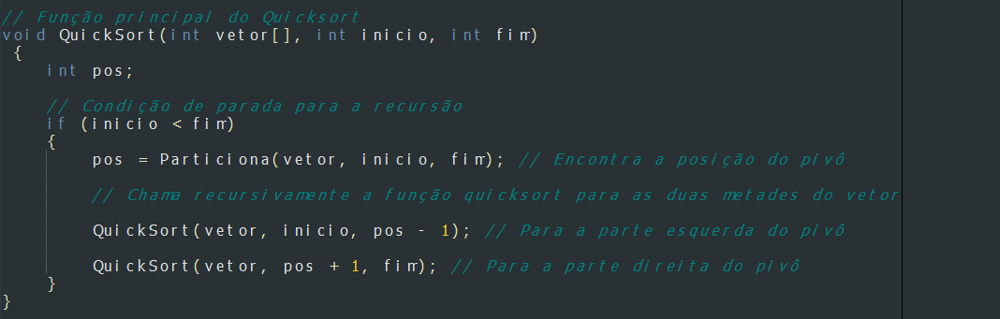 // Função principal do Quicksort
void QuickSort(int vetor[], int inicio, int fim)
{
int pos;
// Condição de parada para a recursão
if (inicio < fim)
{
pos = Particiona(vetor, inicio, fim); // Encontra a posição do pivô
// Chama recursivamente a função quicksort para as duas metades do vetor
QuickSort(vetor, inicio, pos - 1); // Para a parte esquerda do pivô
QuickSort(vetor, pos + 1, fim); // Para a parte direita do pivô
}
}